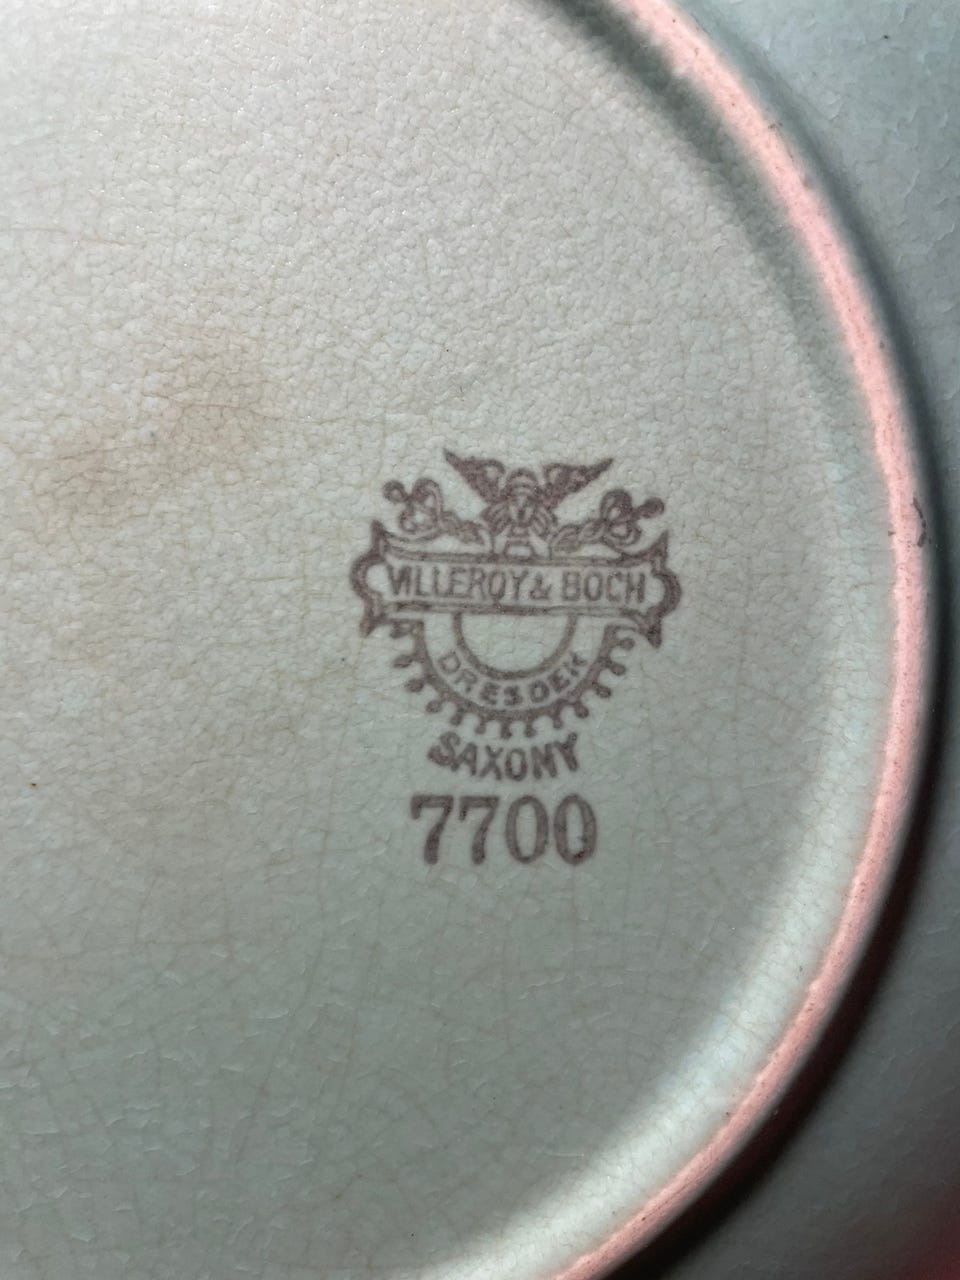 VILLEROY & BOCH
DRESDEN
SAXONY
7700